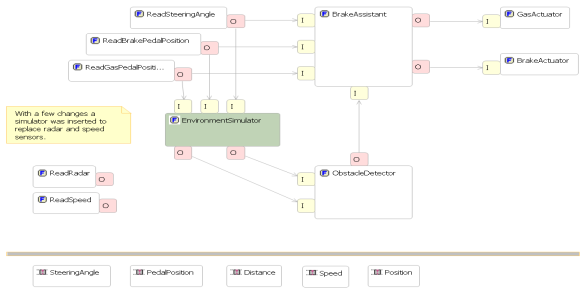 ReadSteeringAngle
O
ReadBrakePedalPosition
O
ReadGasPedalPositi...
O
I
BrakeAssistant
O
I
GasActuator
I
I
O
I
BrakeActuator
I
I
I
I
I
With a few changes a
simulator was inserted to
replace radar and speed
sensors.
EnvironmentSimulator
O
O
O
ReadRadar
O
I
ObstacleDetector
ReadSpeed
O
I
SteeringAngle
PedalPosition
Distance
Speed
Position